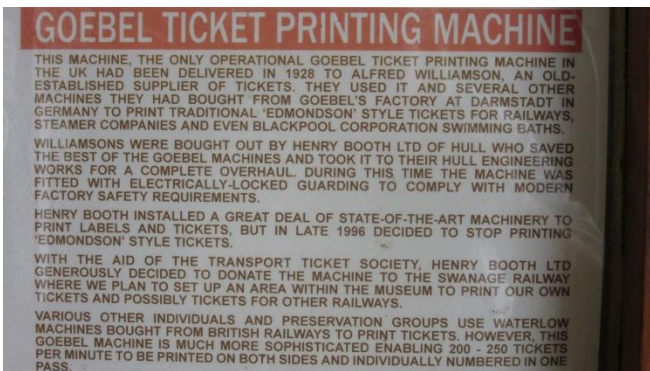 GOEBEL TICKET PRINTING MACHINE
THIS MACHINE, THE ONLY OPERATIONAL GOEBEL TICKET PRINTING MACHINE IN
THE UK HAD BEEN DELIVERED IN 1928 TO ALFRED WILLIAMSON, AN OLD-
ESTABLISHED SUPPLIER OF TICKETS. THEY USED IT AND SEVERAL OTHER
MACHINES THEY HAD BOUGHT FROM GOEBEL'S FACTORY AT DARMSTADT IN
GERMANY TO PRINT TRADITIONAL 'EDMONDSON' STYLE TICKETS FOR RAILWAYS,
STEAMER COMPANIES AND EVEN BLACKPOOL CORPORATION SWIMMING BATHS.
WILLIAMSONS WERE BOUGHT OUT BY HENRY BOOTH LTD OF HULL WHO SAVED
THE BEST OF THE GOEBEL MACHINES AND TOOK IT TO THEIR HULL ENGINEERING
WORKS FOR A COMPLETE OVERHAUL. DURING THIS TIME THE MACHINE WAS
FITTED WITH ELECTRICALLY-LOCKED GUARDING TO COMPLY WITH MODERN
FACTORY SAFETY REQUIREMENTS.
HENRY BOOTH INSTALLED A GREAT DEAL OF STATE-OF-THE-ART MACHINERY TO
PRINT LABELS AND TICKETS, BUT IN LATE 1996 DECIDED TO STOP PRINTING
'EDMONDSON' STYLE TICKETS.
WITH THE AID OF THE TRANSPORT TICKET SOCIETY, HENRY BOOTH LTD
GENEROUSLY DECIDED TO DONATE THE MACHINE TO THE SWANAGE RAILWAY
WHERE WE PLAN TO SET UP AN AREA WITHIN THE MUSEUM TO PRINT OUR OWN
TICKETS AND POSSIBLY TICKETS FOR OTHER RAILWAYS.
VARIOUS OTHER INDIVIDUALS AND PRESERVATION GROUPS USE WATERLOW
MACHINES BOUGHT FROM BRITISH RAILWAYS TO PRINT TICKETS. HOWEVER, THIS
GOEBEL MACHINE IS MUCH MORE SOPHISTICATED ENABLING 200 - 250 TICKETS
PER MINUTE TO BE PRINTED ON BOTH SIDES AND INDIVIDUALLY NUMBERED IN ONE
PASS.